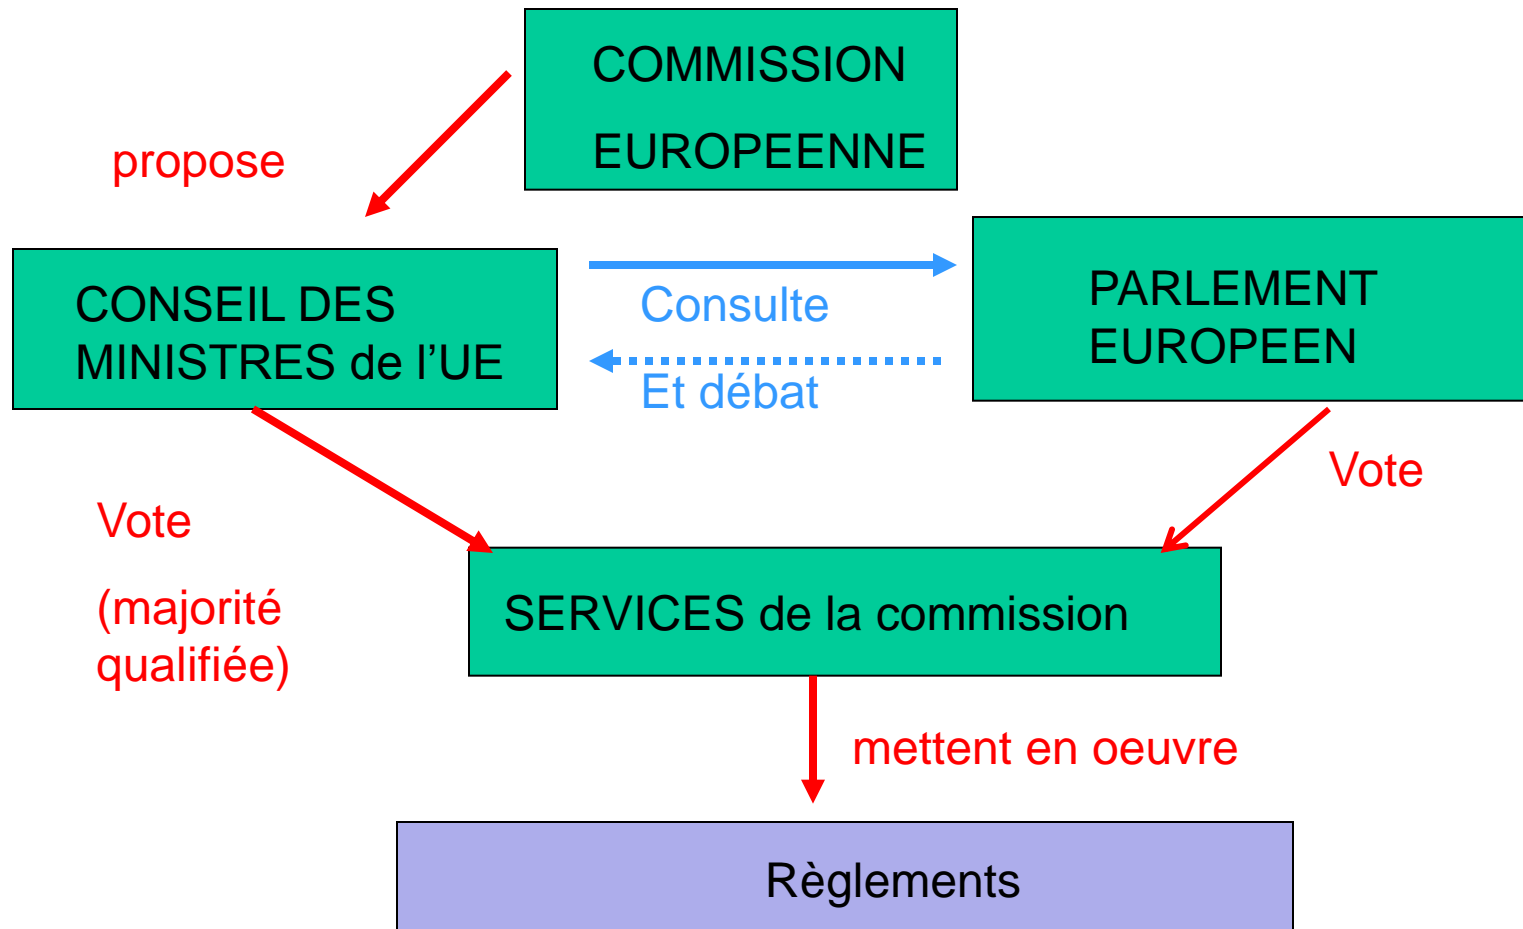 COMMISSION
EUROPEENNE
propose
CONSEIL DES
MINISTRES de l’UE
Consulte
Et débat
PARLEMENT
EUROPEEN
Vote
(majorité
qualifiée)
Vote
SERVICES de la commission
mettent en oeuvre
Règlements